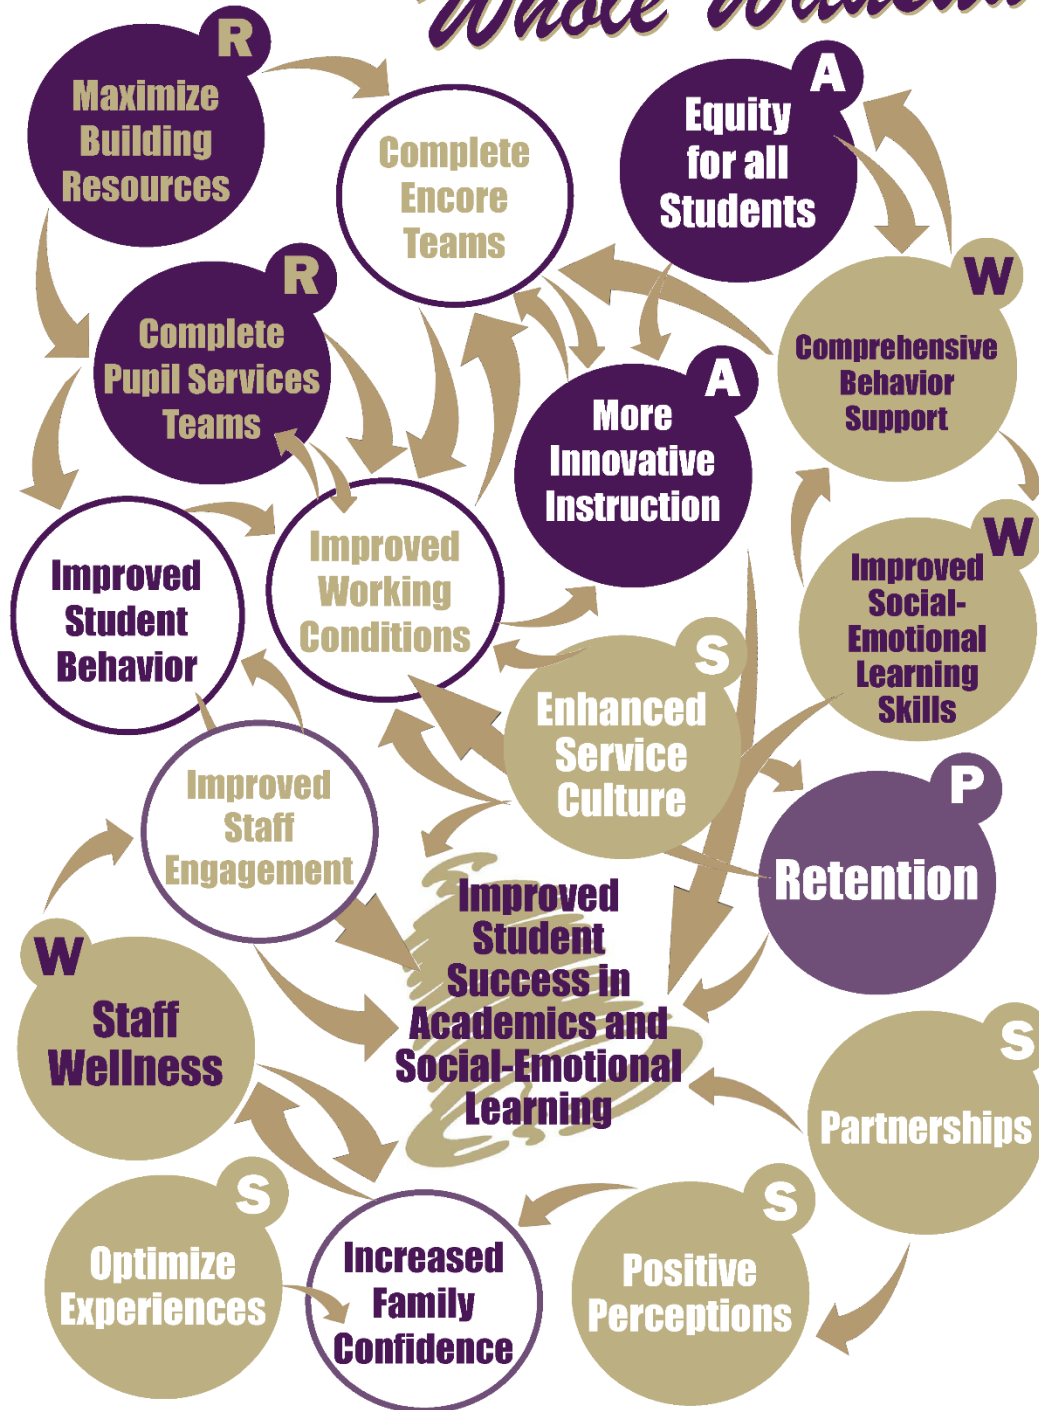 Whole
R
Maximize
Building
Resources
Complete
Encore
Teams
A
Equity
for all
Students
R
Complete
Pupil Services
Teams
A
More
Innovative
Instruction
W
Comprehensive
Behavior
Support
Improved
Student
Behavior
Improved
Working
Conditions
W
Improved
Social-
Emotional
Learning
Skills
S
Enhanced
Service
Culture
Improved
Staff
Engagement
P
Retention
Improved
Student
Success in
Academics and
Social-Emotional
Learning
W
Staff
Wellness
S
Partnerships
S
Optimize
Experiences
Increased
Family
Confidence
S
Positive
Perceptions